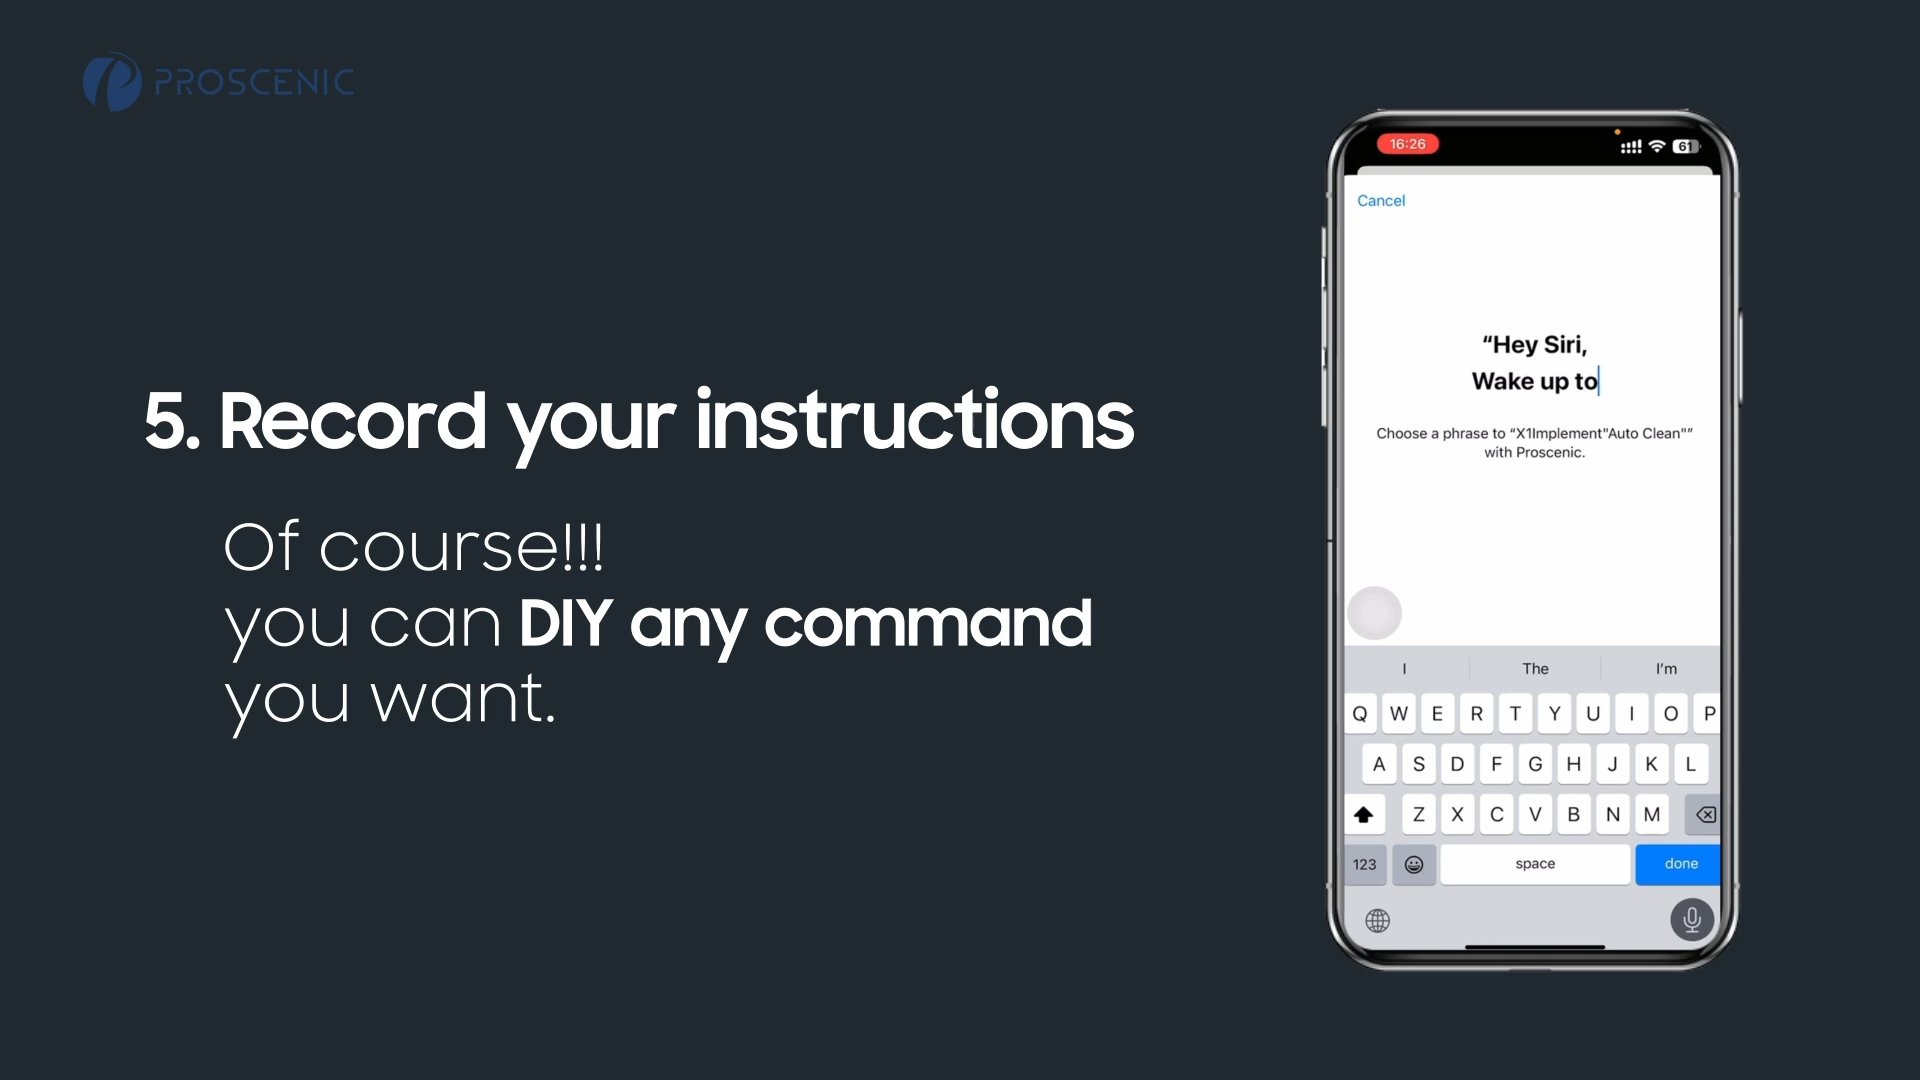 PROSCENIC
5. Record your instructions
Of course!!!
you can DIY any command
you want.
16:26
61
Cancel
“Hey Siri,
Wake up to
Choose a phrase to “X1Implement"Auto Clean"”
with Proscenic.
I The I’m
Q W E R T Y U I O P
A S D F G H J K L
Z X C V B N M
123 space done